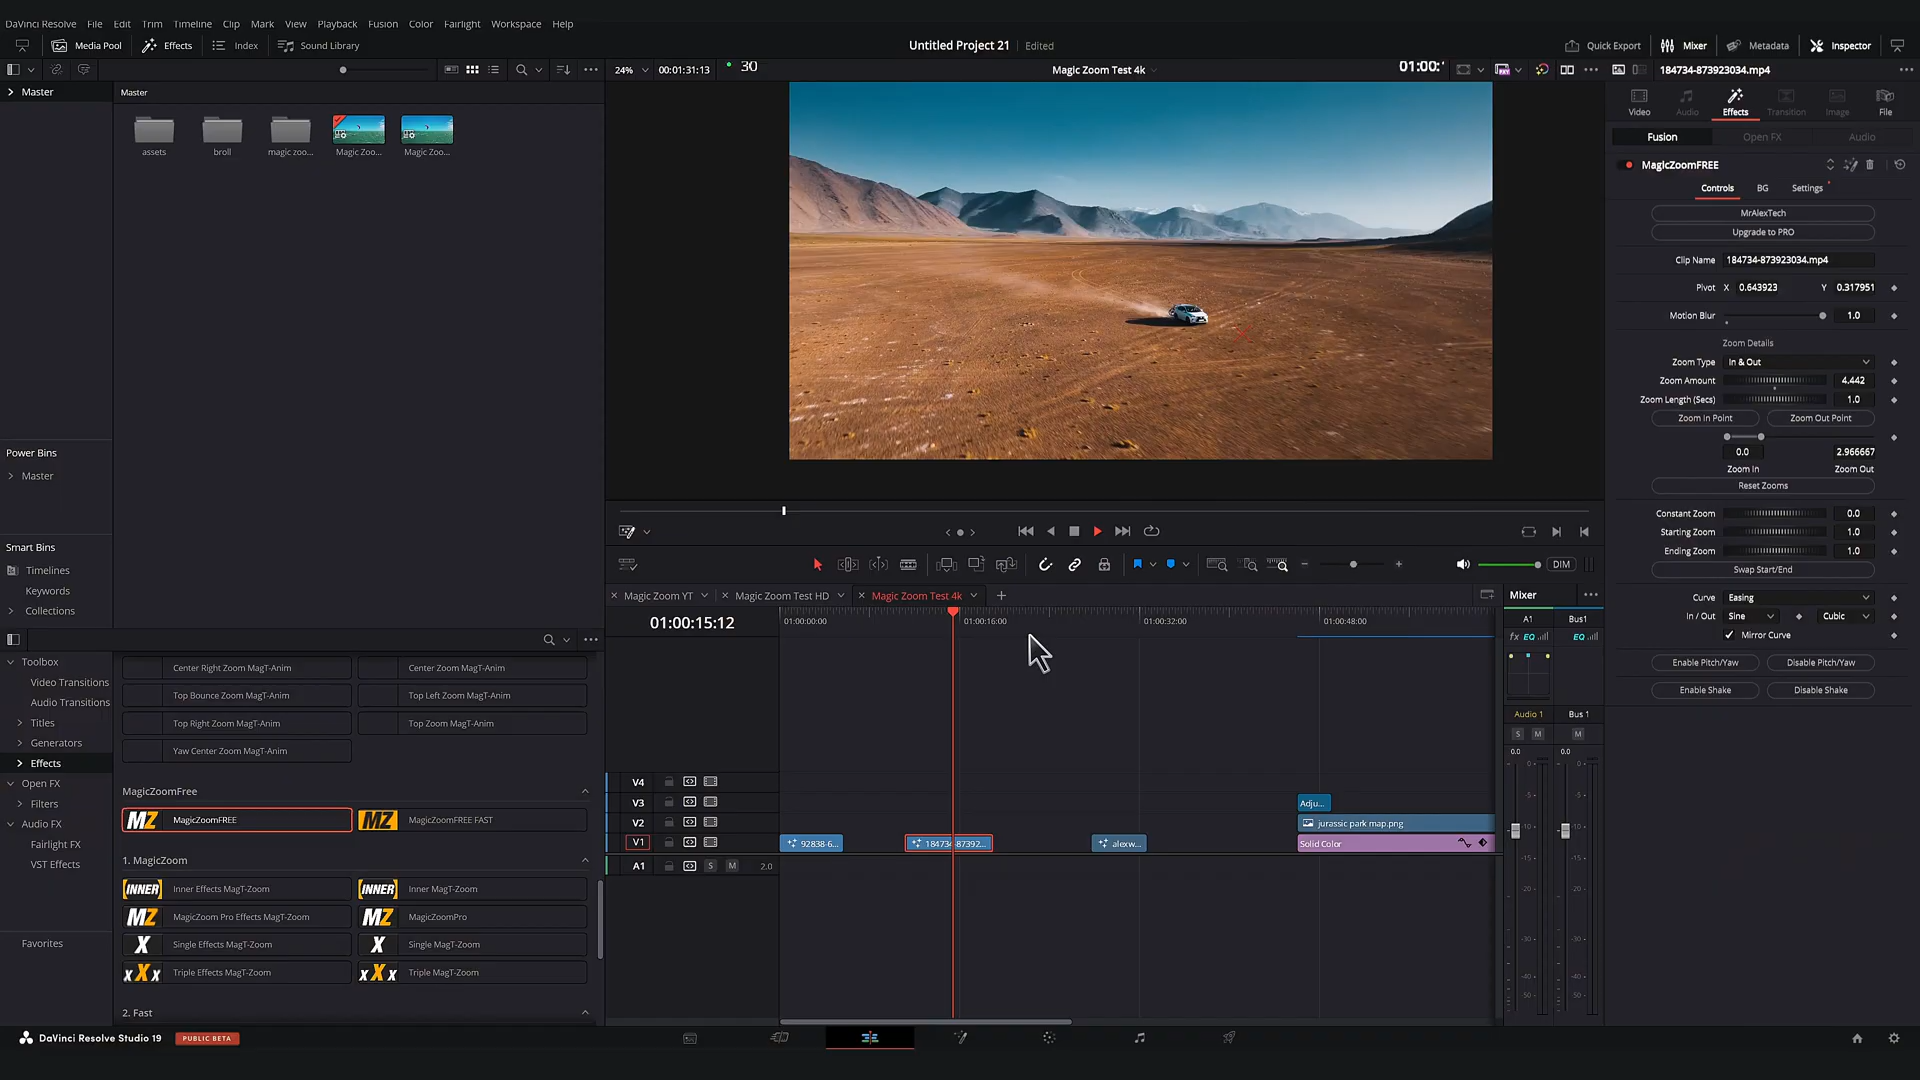 DaVinci Resolve File Edit Trim Timeline Clip Mark View Playback Fusion Color Fairlight Workspace Help
Media Pool Effects Index Sound Library Untitled Project 21 Edited Quick Export Mixer Metadata Inspector
24% 00:01:31:13 30 Magic Zoom Test 4k 01:00: 184734-873923034.mp4
Master Master
assets broll magic zoo... Magic Zoo... Magic Zoo...
Video Audio Effects Transition Image File
Fusion Open FX Audio
MagicZoomFREE
Controls BG Settings
MrAlexTech
Upgrade to PRO
Clip Name 184734-873923034.mp4
Pivot X 0.643923 Y 0.317951
Motion Blur 1.0
Zoom Details
Zoom Type In & Out
Zoom Amount 4.442
Zoom Length (Secs) 1.0
Zoom In Point Zoom Out Point
0.0 2.966667
Zoom In Zoom Out
Reset Zooms
Constant Zoom 0.0
Starting Zoom 1.0
Ending Zoom 1.0
Swap Start/End
Curve Easing
In / Out Sine Cubic
Mirror Curve
Enable Pitch/Yaw Disable Pitch/Yaw
Enable Shake Disable Shake
Power Bins
Master
Smart Bins
Timelines
Keywords
Collections
DIM
Magic Zoom YT Magic Zoom Test HD Magic Zoom Test 4k
01:00:15:12 01:00:00:00 01:00:16:00 01:00:32:00 01:00:48:00
V4
V3 Adju...
V2 jurassic park map.png
V1 92838-6... 184734-87392... alexw... Solid Color
A1 S M 2.0
Mixer
A1 Bus1
fx EQ EQ
Audio 1 Bus 1
S M M
0.0 0.0
0 0
-5 -5
-10 -10
-15 -15
-20 -20
-30 -30
-40 -40
-50 -50
Toolbox
Video Transitions
Audio Transitions
Titles
Generators
Effects
Open FX
Filters
Audio FX
Fairlight FX
VST Effects
Favorites
Center Right Zoom MagT-Anim Center Zoom MagT-Anim
Top Bounce Zoom MagT-Anim Top Left Zoom MagT-Anim
Top Right Zoom MagT-Anim Top Zoom MagT-Anim
Yaw Center Zoom MagT-Anim
MagicZoomFree
MZ MagicZoomFREE MZ MagicZoomFREE FAST
1. MagicZoom
INNER Inner Effects MagT-Zoom INNER Inner MagT-Zoom
MZ MagicZoom Pro Effects MagT-Zoom MZ MagicZoomPro
X Single Effects MagT-Zoom X Single MagT-Zoom
xXx Triple Effects MagT-Zoom xXx Triple MagT-Zoom
2. Fast
DaVinci Resolve Studio 19 PUBLIC BETA